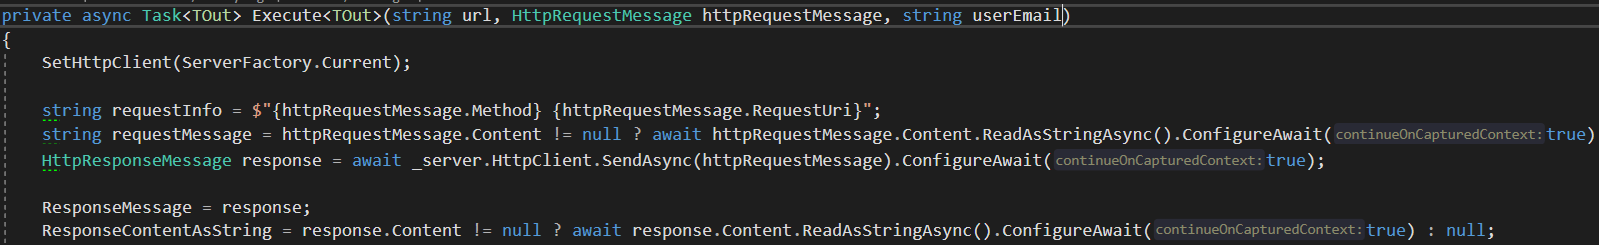 private async Task<TOut> Execute<TOut>(string url, HttpRequestMessage httpRequestMessage, string userEmail)
{
SetHttpClient(ServerFactory.Current);
string requestInfo = $"{httpRequestMessage.Method} {httpRequestMessage.RequestUri}";
string requestMessage = httpRequestMessage.Content != null ? await httpRequestMessage.Content.ReadAsStringAsync().ConfigureAwait(continueOnCapturedContext:true)
HttpResponseMessage response = await _server.HttpClient.SendAsync(httpRequestMessage).ConfigureAwait(continueOnCapturedContext:true);
ResponseMessage = response;
ResponseContentAsString = response.Content != null ? await response.Content.ReadAsStringAsync().ConfigureAwait(continueOnCapturedContext:true) : null;